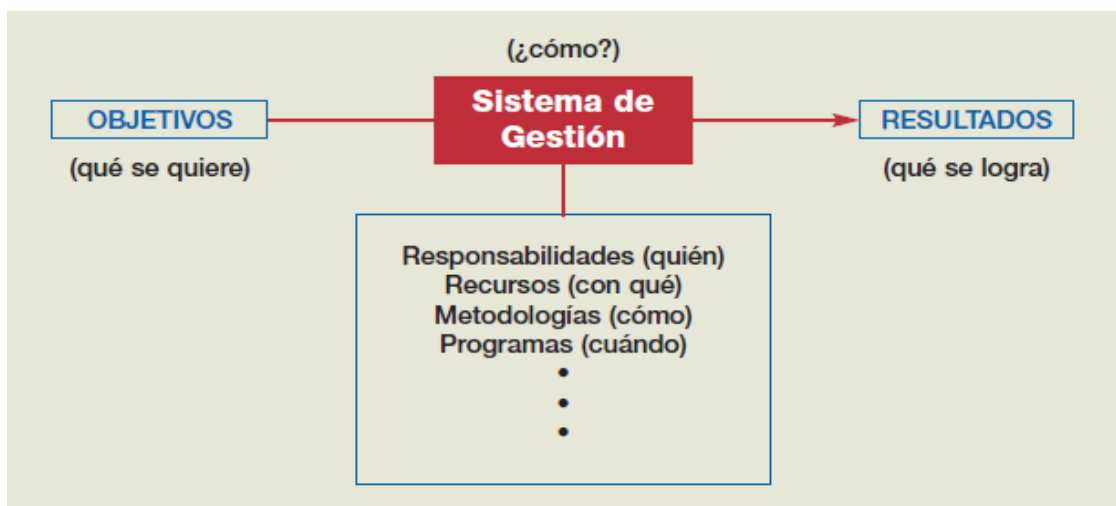 (¿cómo?)
OBJETIVOS
(qué se quiere)
Sistema de
Gestión
RESULTADOS
(qué se logra)
Responsabilidades (quién)
Recursos (con qué)
Metodologías (cómo)
Programas (cuándo)
•
•
•